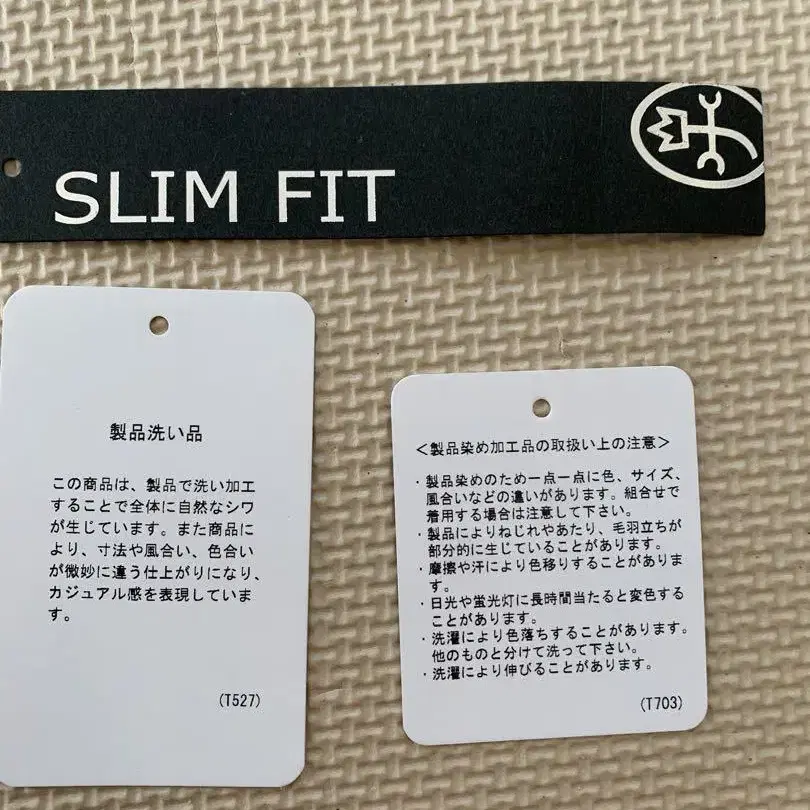 SLIM FIT
製品洗い品
この商品は、製品で洗い加工
することで全体に自然なシワ
が生じています。また商品に
より、寸法や風合い、色合い
が微妙に違う仕上がりになり、
カジュアル感を表現していま
す。
(T527)
＜製品染め加工品の取扱い上の注意＞
・製品染めのため一点一点に色、サイズ、
風合いなどの違いがあります。組合せで
着用する場合は注意して下さい。
・製品によりねじれやあたり、毛羽立ちが
部分的に生じていることがあります。
・摩擦や汗により色移りすることがありま
す。
・日光や蛍光灯に長時間当たると変色する
ことがあります。
・洗濯により色落ちすることがあります。
他のものと分けて洗って下さい。
・洗濯により伸びることがあります。
(T703)